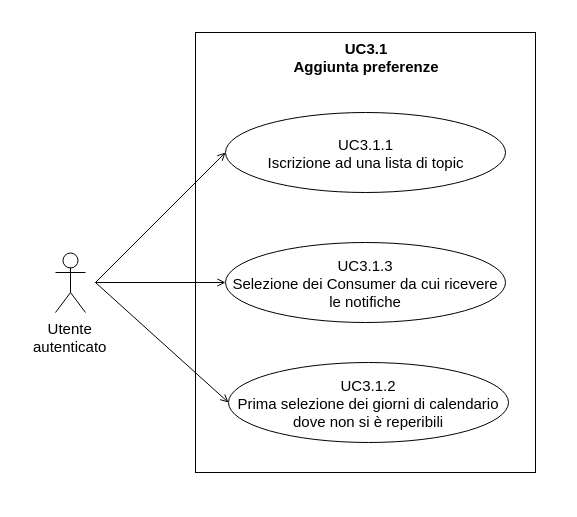 UC3.1
Aggiunta preferenze
UC3.1.1
Iscrizione ad una lista di topic
UC3.1.3
Selezione dei Consumer da cui ricevere
le notifiche
Utente
autenticato
UC3.1.2
Prima selezione dei giorni di calendario
dove non si è reperibili